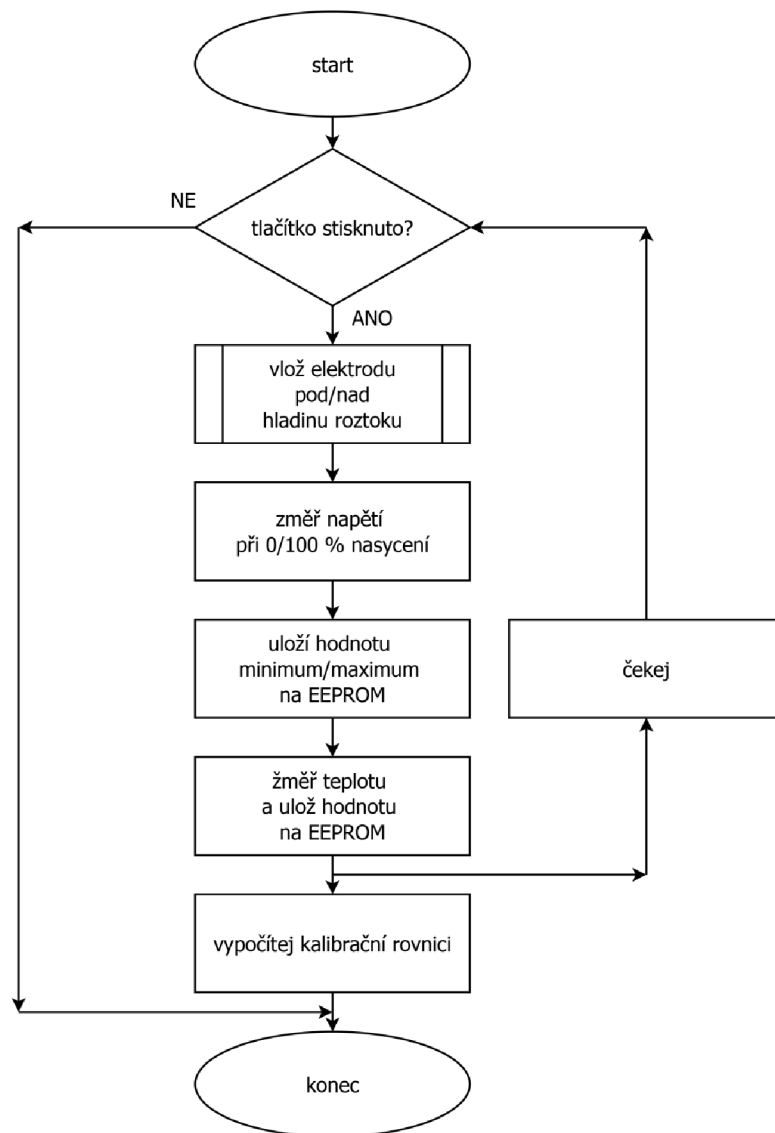 start
NE
tlačítko stisknuto?
ANO
vlož elektrodu
pod/nad
hladinu roztoku
změř napětí
při 0/100 % nasycení
uloží hodnotu
minimum/maximum
na EEPROM
čekej
žměř teplotu
a ulož hodnotu
na EEPROM
vypočítej kalibrační rovnici
konec